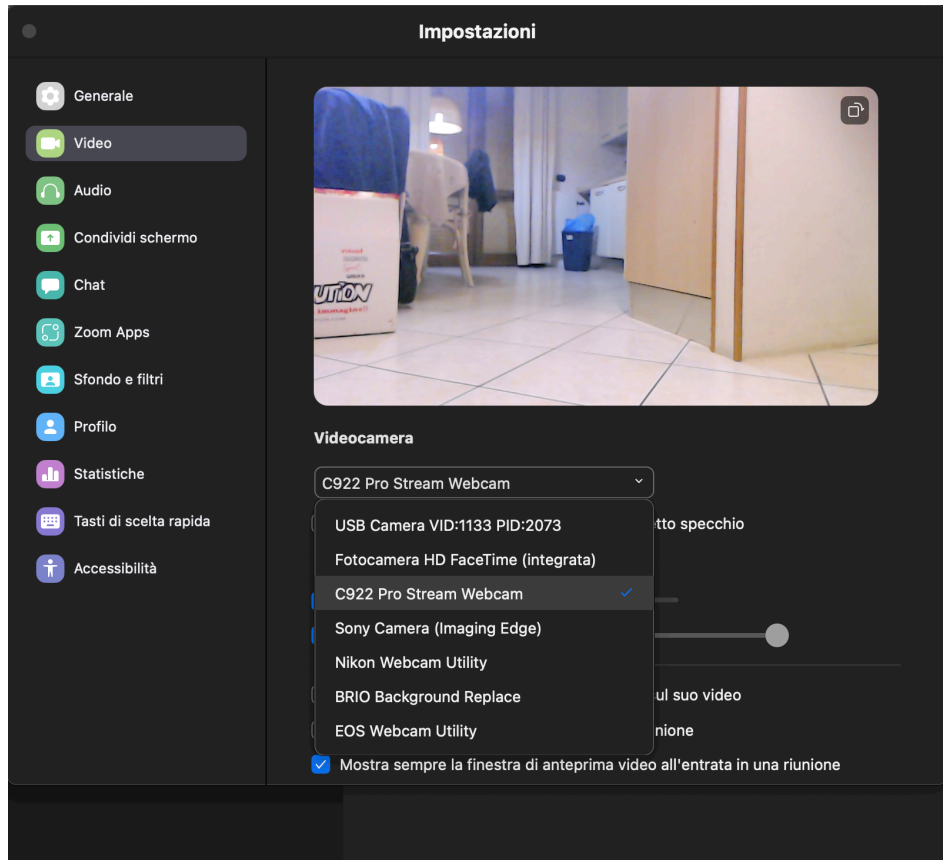 Impostazioni
Generale
Video
Audio
Condividi schermo
Chat
Zoom Apps
Sfondo e filtri
Profilo
Statistiche
Tasti di scelta rapida
Accessibilità
UTION
immagine!!
Videocamera
C922 Pro Stream Webcam
USB Camera VID:1133 PID:2073
tto specchio
Fotocamera HD FaceTime (integrata)
C922 Pro Stream Webcam
Sony Camera (Imaging Edge)
Nikon Webcam Utility
BRIO Background Replace
ul suo video
EOS Webcam Utility
nione
Mostra sempre la finestra di anteprima video all'entrata in una riunione